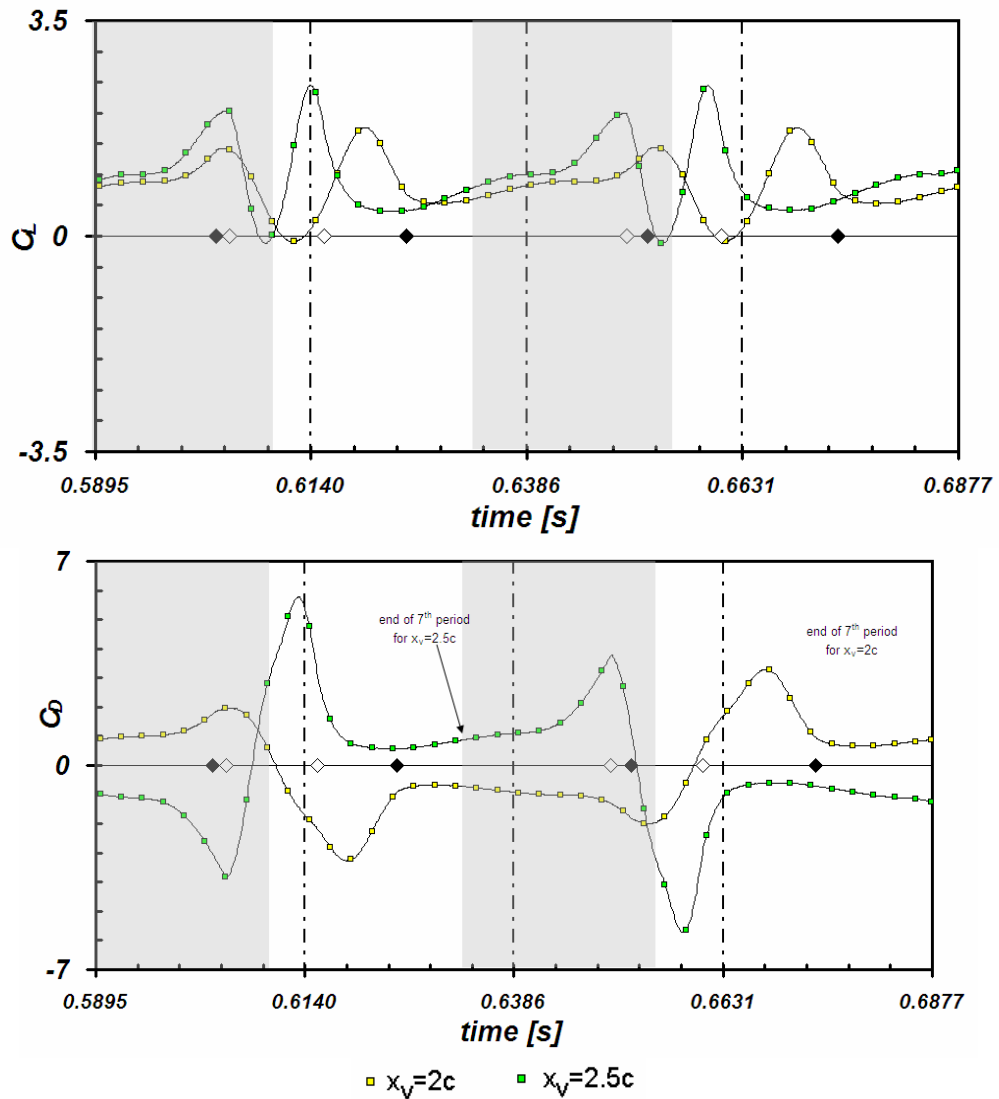 3.5
CL
0
-3.5
0.5895 0.6140 0.6386 0.6631 0.6877
time [s]
7
end of 7th period
for xv=2.5c
end of 7th period
for xv=2c
CD
0
-7
0.5895 0.6140 0.6386 0.6631 0.6877
time [s]
xv=2c xv=2.5c